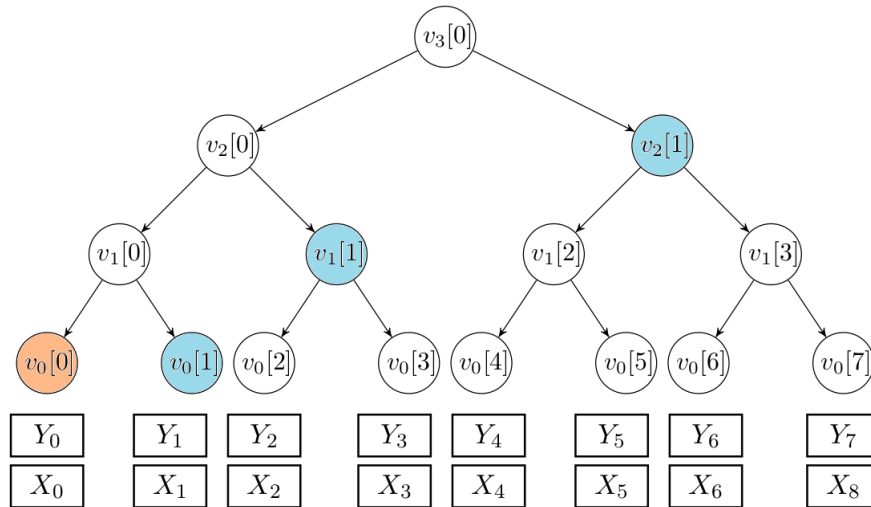 v₃[0]
v₂[0] v₂[1]
v₁[0] v₁[1] v₁[2] v₁[3]
v₀[0] v₀[1] v₀[2] v₀[3] v₀[4] v₀[5] v₀[6] v₀[7]
Y₀ Y₁ Y₂ Y₃ Y₄ Y₅ Y₆ Y₇
X₀ X₁ X₂ X₃ X₄ X₅ X₆ X₈